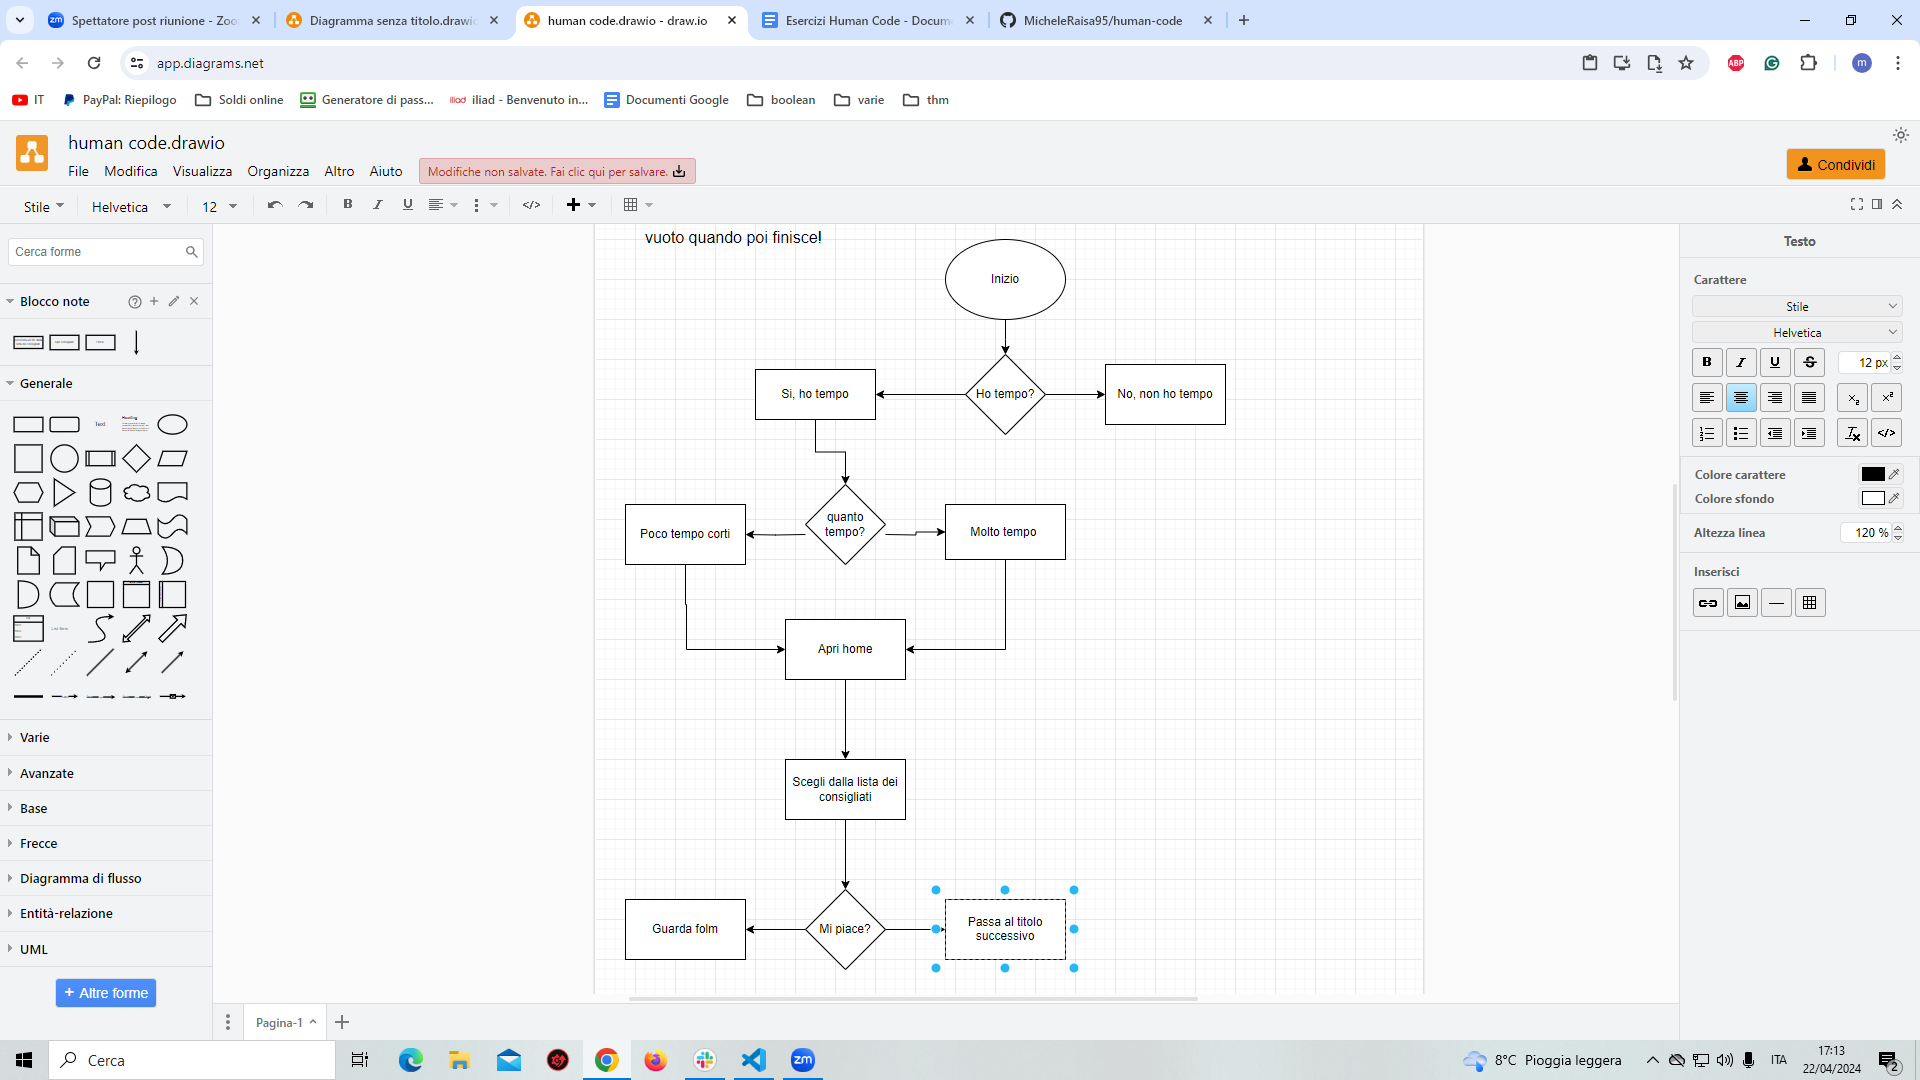 Spettatore post riunione - Zoo
Diagramma senza titolo.drawio
human code.drawio - draw.io
Esercizi Human Code - Docum
MicheleRaisa95/human-code
app.diagrams.net
ABP
m
IT
PayPal: Riepilogo
Soldi online
Generatore di pass...
iliad - Benvenuto in...
Documenti Google
boolean
varie
thm
human code.drawio
File
Modifica
Visualizza
Organizza
Altro
Aiuto
Modifiche non salvate. Fai clic qui per salvare.
Condividi
Stile
Helvetica
12
B
I
U
</>
Cerca forme
Blocco note
Generale
Text
Heading
Varie
Avanzate
Base
Frecce
Diagramma di flusso
Entità-relazione
UML
+ Altre forme
vuoto quando poi finisce!
Inizio
Si, ho tempo
Ho tempo?
No, non ho tempo
Poco tempo corti
quanto
tempo?
Molto tempo
Apri home
Scegli dalla lista dei
consigliati
Guarda folm
Mi piace?
Passa al titolo
successivo
Pagina-1
Testo
Carattere
Stile
Helvetica
B
I
U
S
12 px
Colore carattere
Colore sfondo
Altezza linea
120 %
Inserisci
Cerca
zm
8°C Pioggia leggera
ITA
17:13
22/04/2024
2